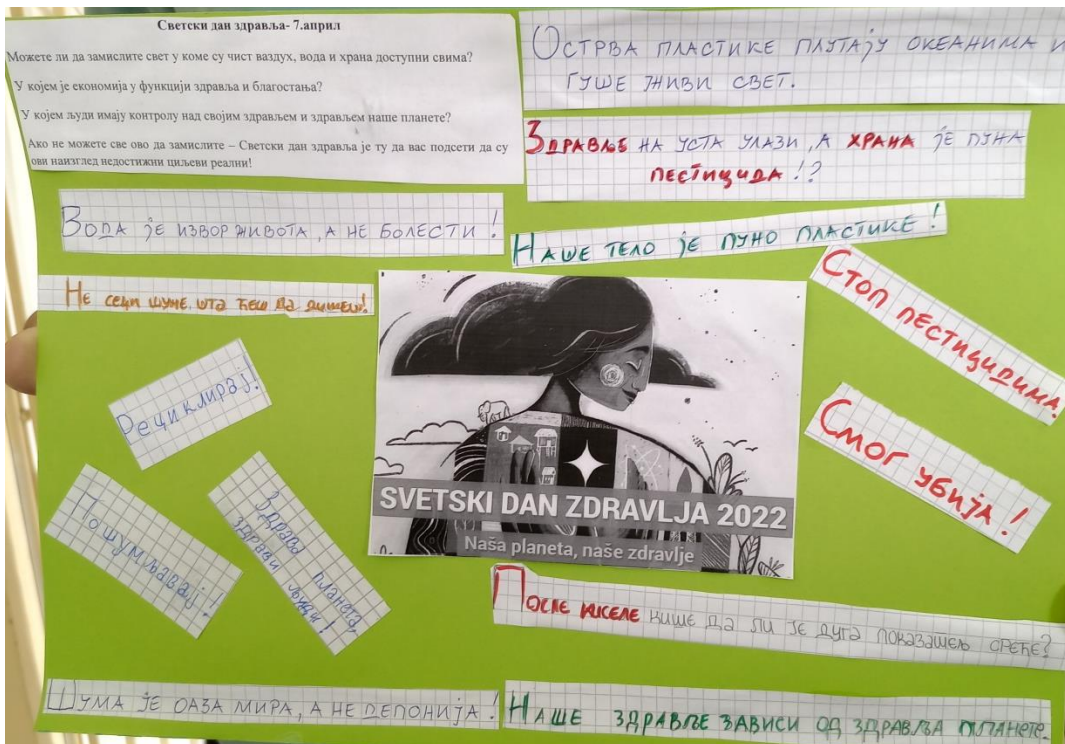 Светски дан здравља- 7.април
Можете ли да замислите свет у коме су чист ваздух, вода и храна доступни свима?
У којем је економија у функцији здравља и благостања?
У којем људи имају контролу над својим здрављем и здрављем наше планете?
Ако не можете све ово да замислите – Светски дан здравља је ту да вас подсети да су
ови наизглед недостижни циљеви реални!
ОСТРВА ПЛАСТИКЕ ПЛУТАЈУ ОКЕАНИМА И
ГУШЕ ЖИВИ СВЕТ.
ЗДРАВЉЕ НА УСТА УЛАЗИ, А ХРАНА ЈЕ ПУНА
ПЕСТИЦИДА!?
ВОДА ЈЕ ИЗВОР ЖИВОТА, А НЕ БОЛЕСТИ!
НАШЕ ТЕЛО ЈЕ ПУНО ПЛАСТИКЕ!
Не сеци шуме, шта ћеш да дишеш!
СТОП ПЕСТИЦИДИМА.
Рециклирај!
СМОГ УБИЈА!
Пошумљавај!
Здрава планета,
здрави људи!
SVETSKI DAN ZDRAVLJA 2022
Naša planeta, naše zdravlje
ПОСЛЕ КИСЕЛЕ кише да ли је дуга показатељ среће?
ШУМА ЈЕ ОАЗА МИРА, А НЕ ДЕПОНИЈА!
НАШЕ ЗДРАВЉЕ ЗАВИСИ ОД ЗДРАВЉА ПЛАНЕТЕ.